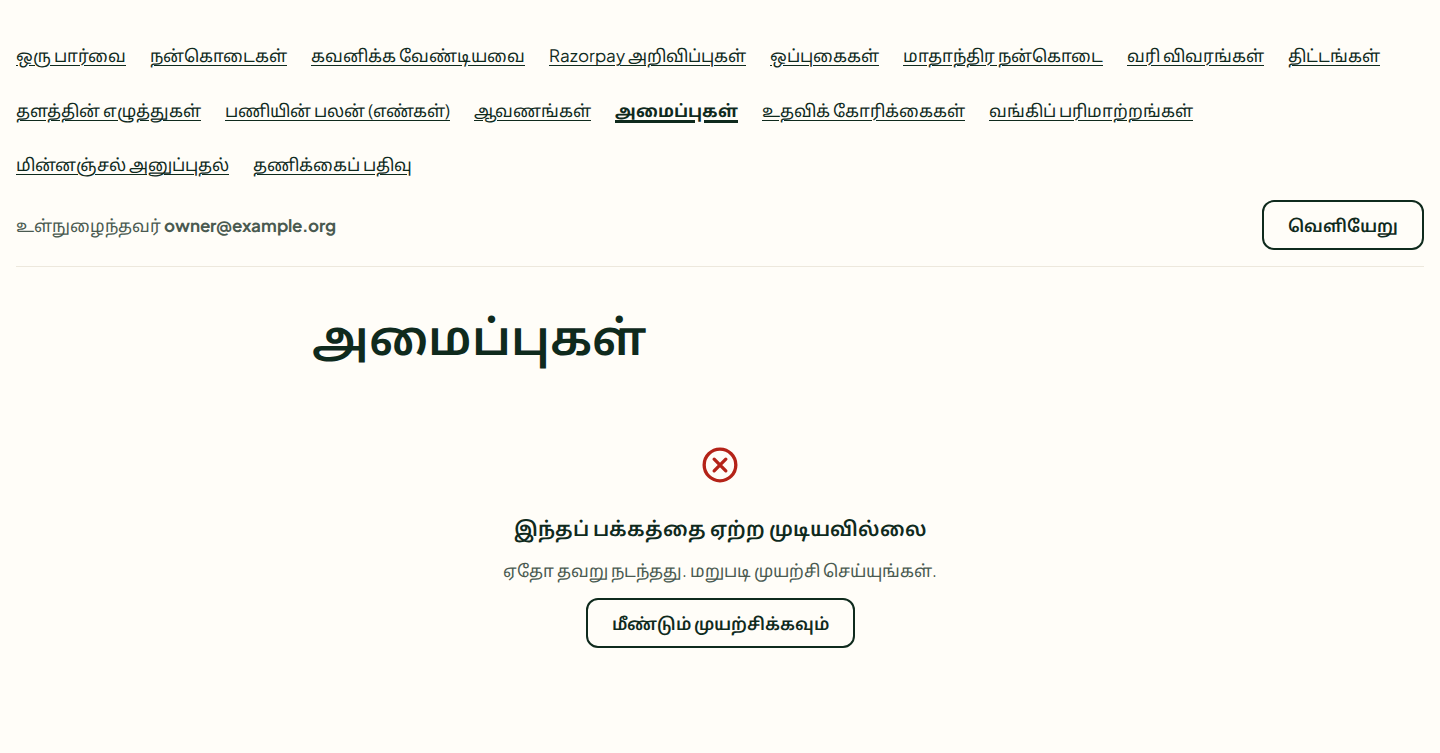 ஒரு பார்வை நன்கொடைகள் கவனிக்க வேண்டியவை Razorpay அறிவிப்புகள் ஒப்புகைகள் மாதாந்திர நன்கொடை வரி விவரங்கள் திட்டங்கள்
தளத்தின் எழுத்துகள் பணியின் பலன் (எண்கள்) ஆவணங்கள் அமைப்புகள் உதவிக் கோரிக்கைகள் வங்கிப் பரிமாற்றங்கள்
மின்னஞ்சல் அனுப்புதல் தணிக்கைப் பதிவு
உள்நுழைந்தவர் owner@example.org வெளியேறு
அமைப்புகள்
இந்தப் பக்கத்தை ஏற்ற முடியவில்லை
ஏதோ தவறு நடந்தது. மறுபடி முயற்சி செய்யுங்கள்.
மீண்டும் முயற்சிக்கவும்